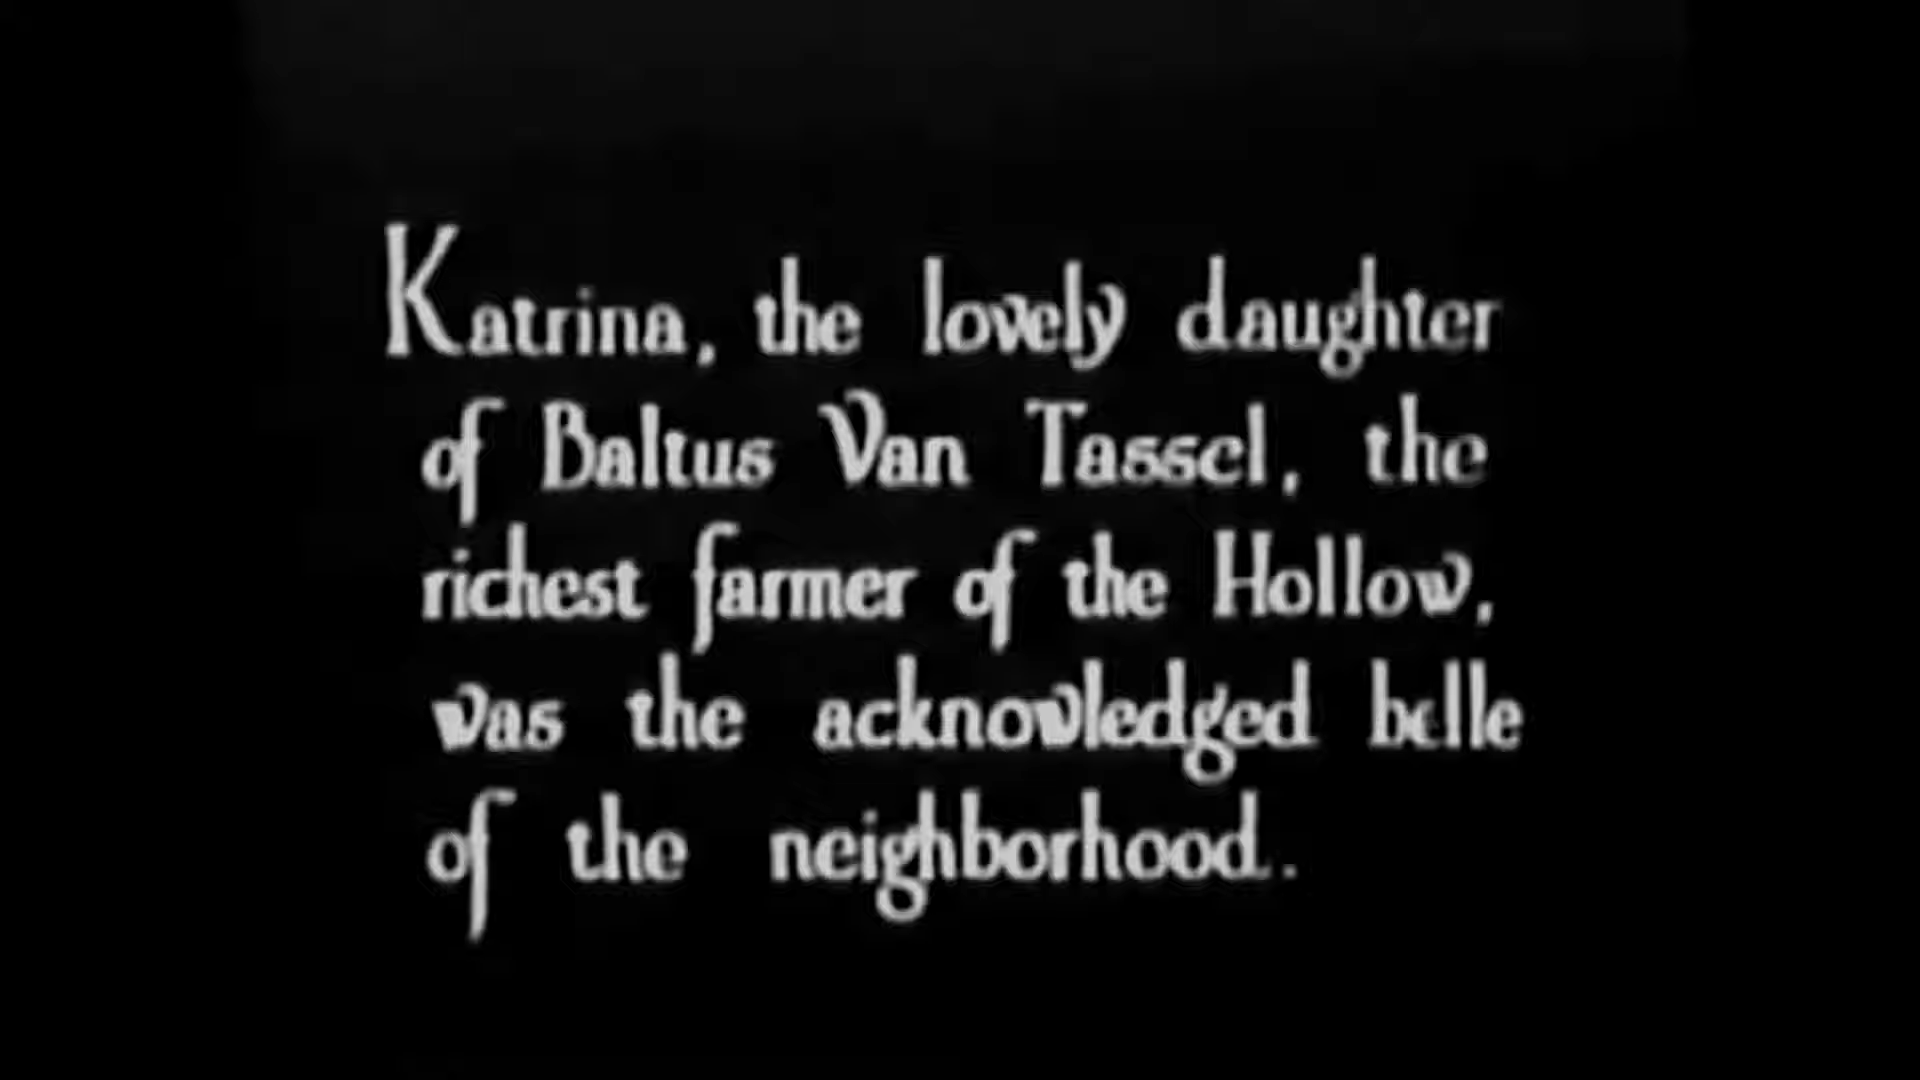 Katrina, the lovely daughter
of Baltus Van Tassel, the
richest farmer of the Hollow,
was the acknowledged belle
of the neighborhood.